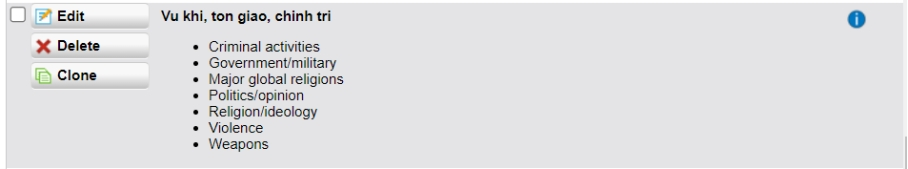 Edit
Vu khi, ton giao, chinh tri
Delete
Clone
Criminal activities
Government/military
Major global religions
Politics/opinion
Religion/ideology
Violence
Weapons